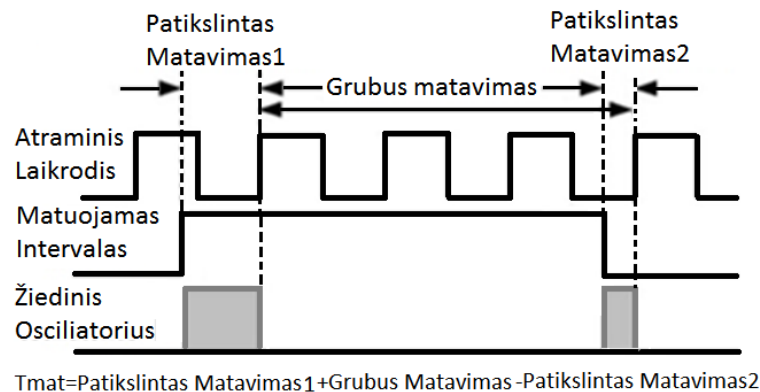 Patikslintas
Matavimas1
Patikslintas
Matavimas2
Grubus matavimas
Atraminis
Laikrodis
Matuojamas
Intervalas
Žiedinis
Osciliatorius
Tmat=Patikslintas Matavimas1+Grubus Matavimas -Patikslintas Matavimas2